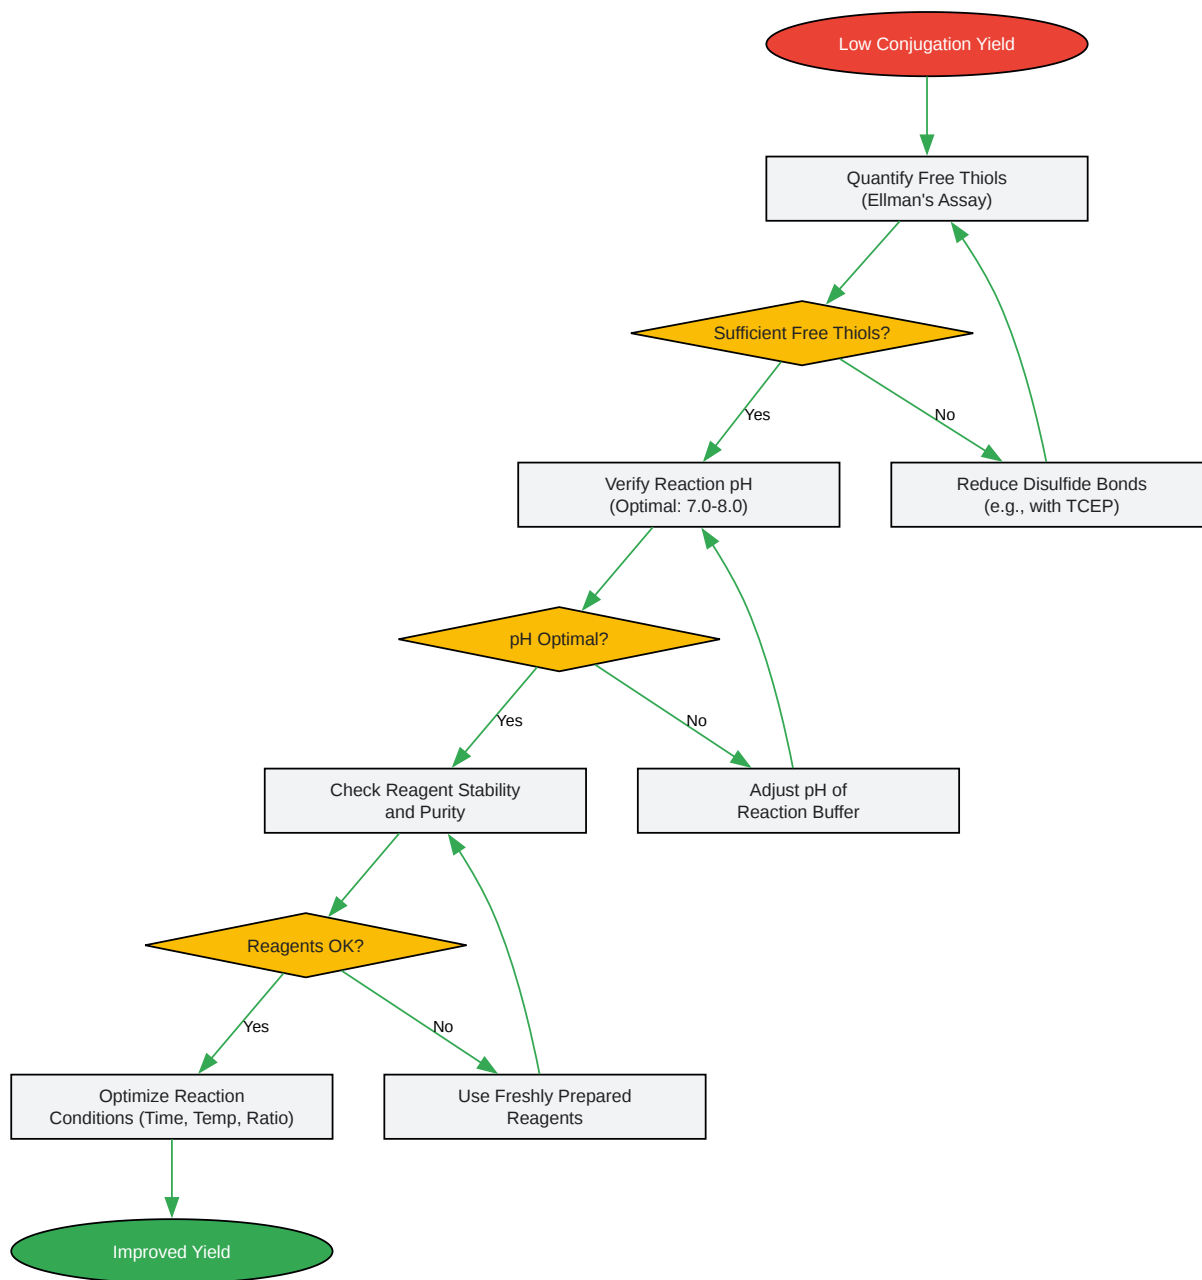 Low Conjugation Yield
Quantify Free Thiols
(Ellman's Assay)
Sufficient Free Thiols?
Yes
No
Verify Reaction pH
(Optimal: 7.0-8.0)
Reduce Disulfide Bonds
(e.g., with TCEP)
pH Optimal?
Yes
No
Check Reagent Stability
and Purity
Adjust pH of
Reaction Buffer
Reagents OK?
Yes
No
Optimize Reaction
Conditions (Time, Temp, Ratio)
Use Freshly Prepared
Reagents
Improved Yield